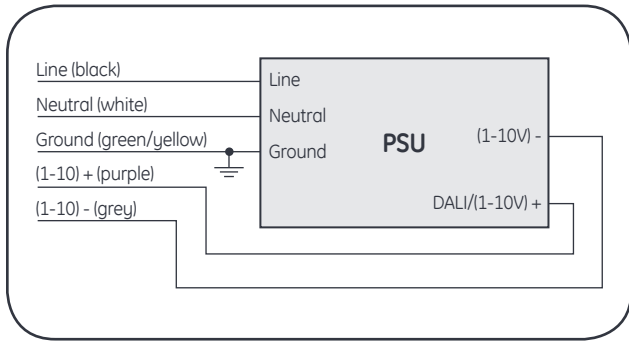 Line (black)
Neutral (white)
Ground (green/yellow)
(1-10) + (purple)
(1-10) - (grey)
Line
Neutral
Ground
PSU
(1-10V) -
DALI/(1-10V) +